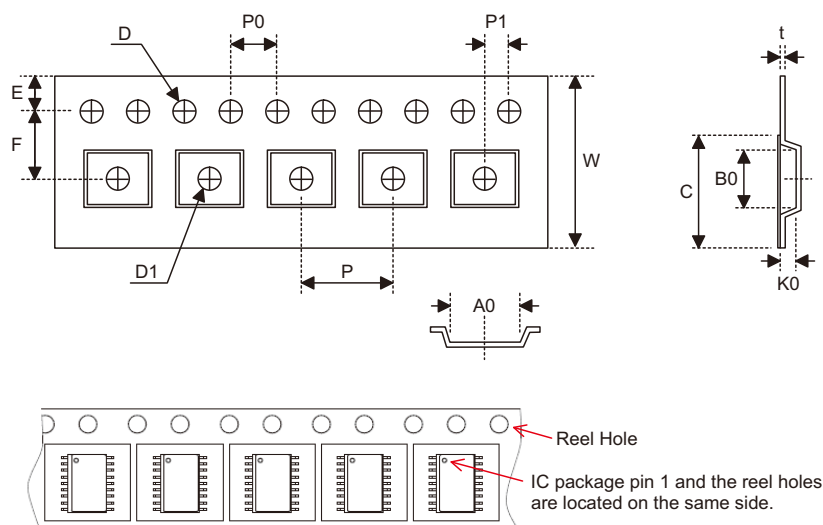 D
P0
P1
t
E
F
W
C
B0
D1
P
K0
A0
Reel Hole
IC package pin 1 and the reel holes
are located on the same side.